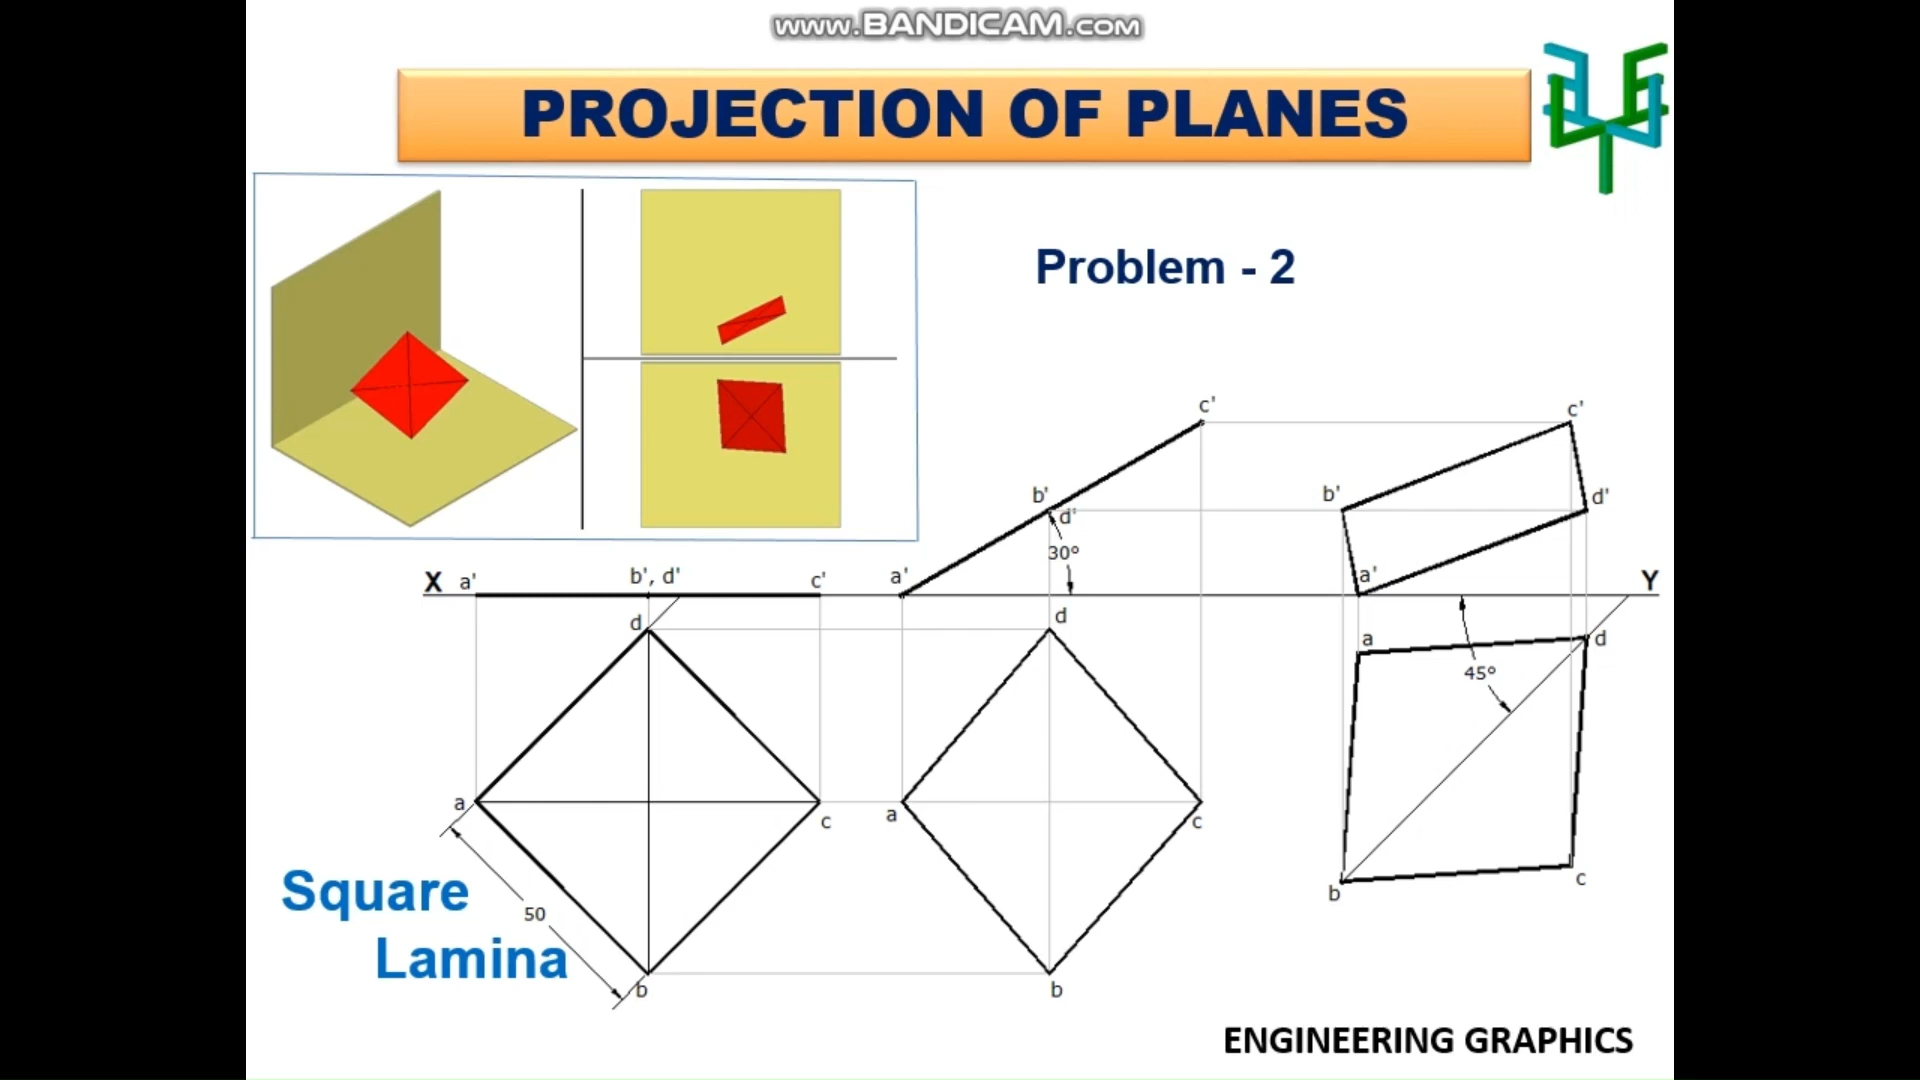 www.BANDICAM.com
PROJECTION OF PLANES
Problem - 2
c'
c'
b'
d'
b'
d'
30°
X
a'
b', d'
c'
a'
a'
Y
d
d
a
d
45°
a
c
a
c
b
c
Square
50
Lamina
b
b
ENGINEERING GRAPHICS